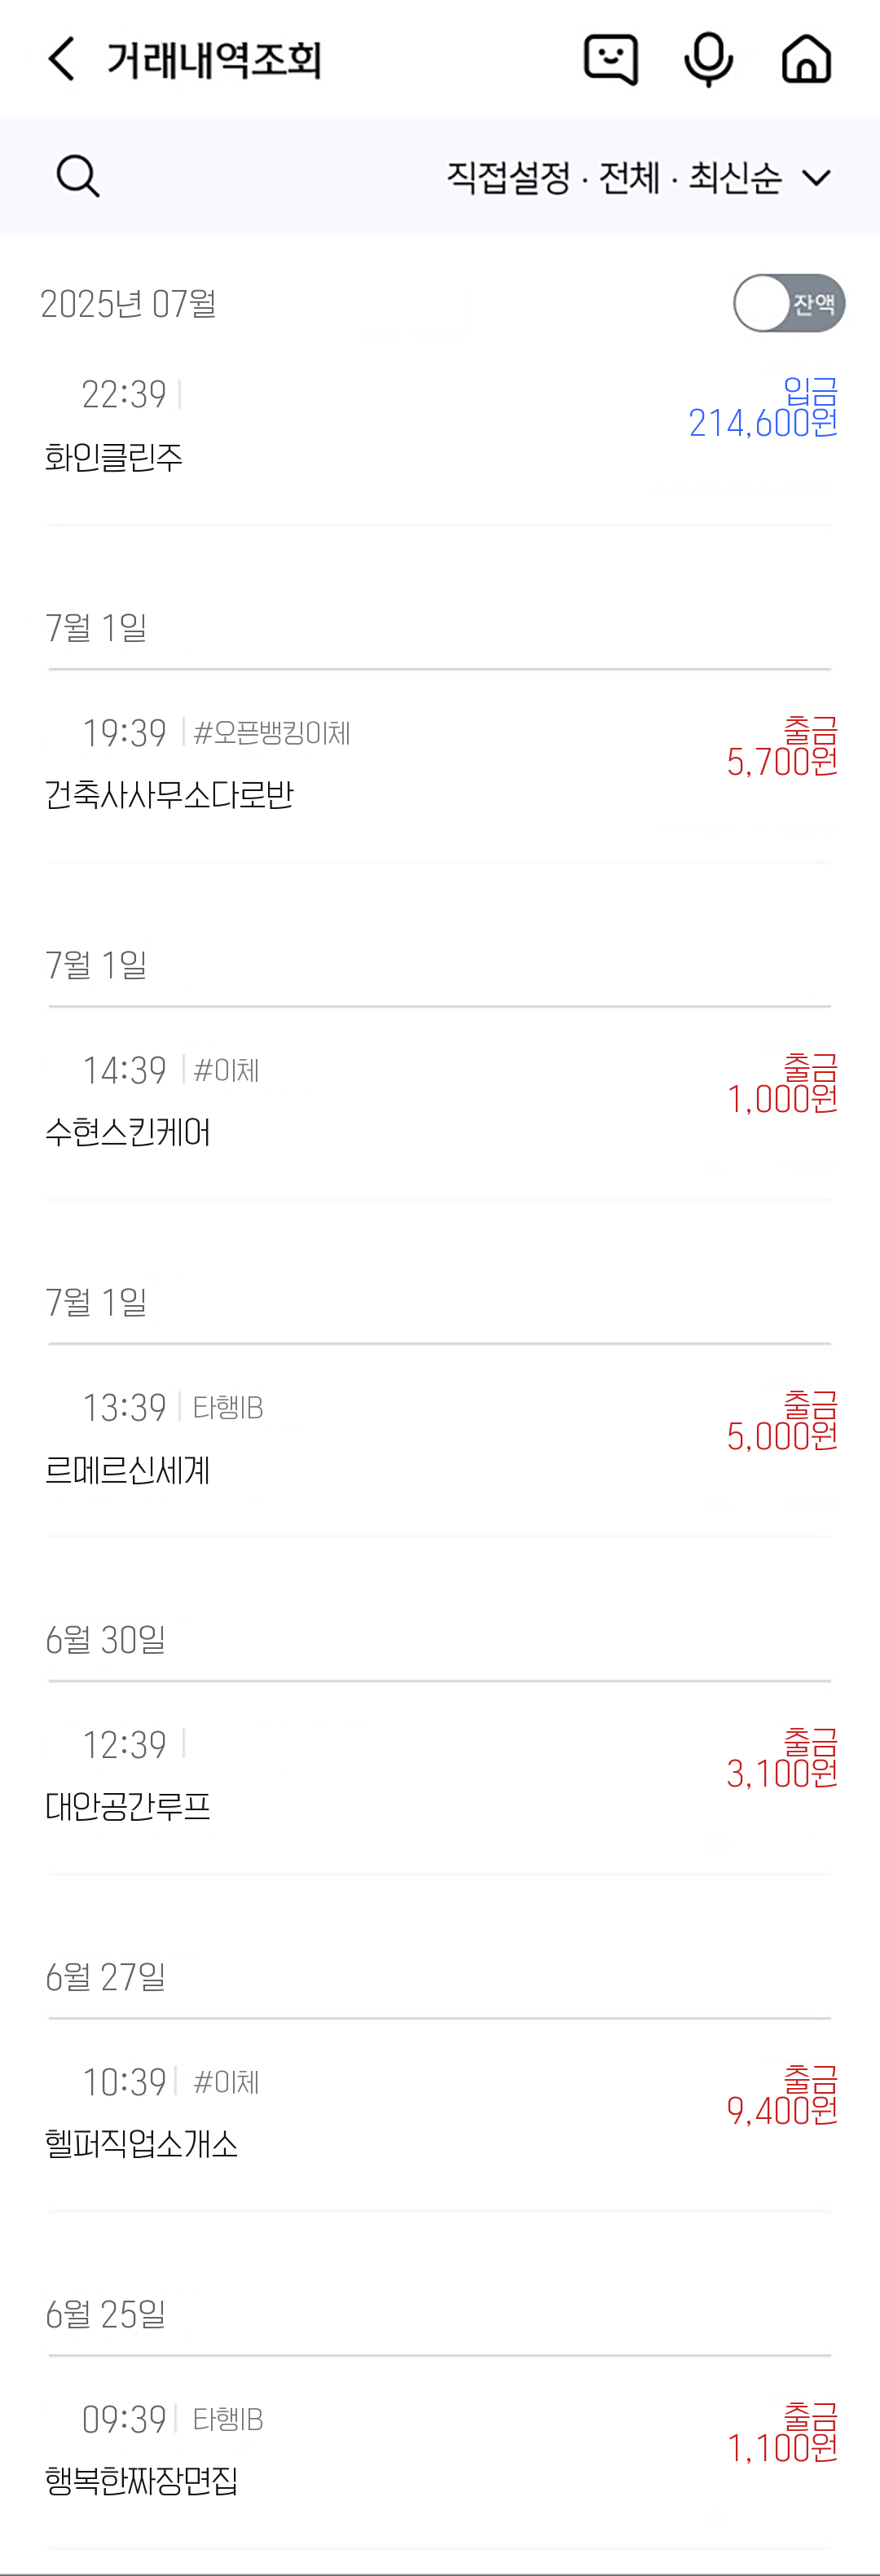 거래내역조회
직접설정 · 전체 · 최신순
2025년 07월
잔액
22:39
입금
214,600원
화인클린주
7월 1일
19:39 #오픈뱅킹이체
출금
5,700원
건축사사무소다로반
7월 1일
14:39 #이체
출금
1,000원
수현스킨케어
7월 1일
13:39 타행IB
출금
5,000원
르메르신세계
6월 30일
12:39
출금
3,100원
대안공간루프
6월 27일
10:39 #이체
출금
9,400원
헬퍼직업소개소
6월 25일
09:39 타행IB
출금
1,100원
행복한짜장면집